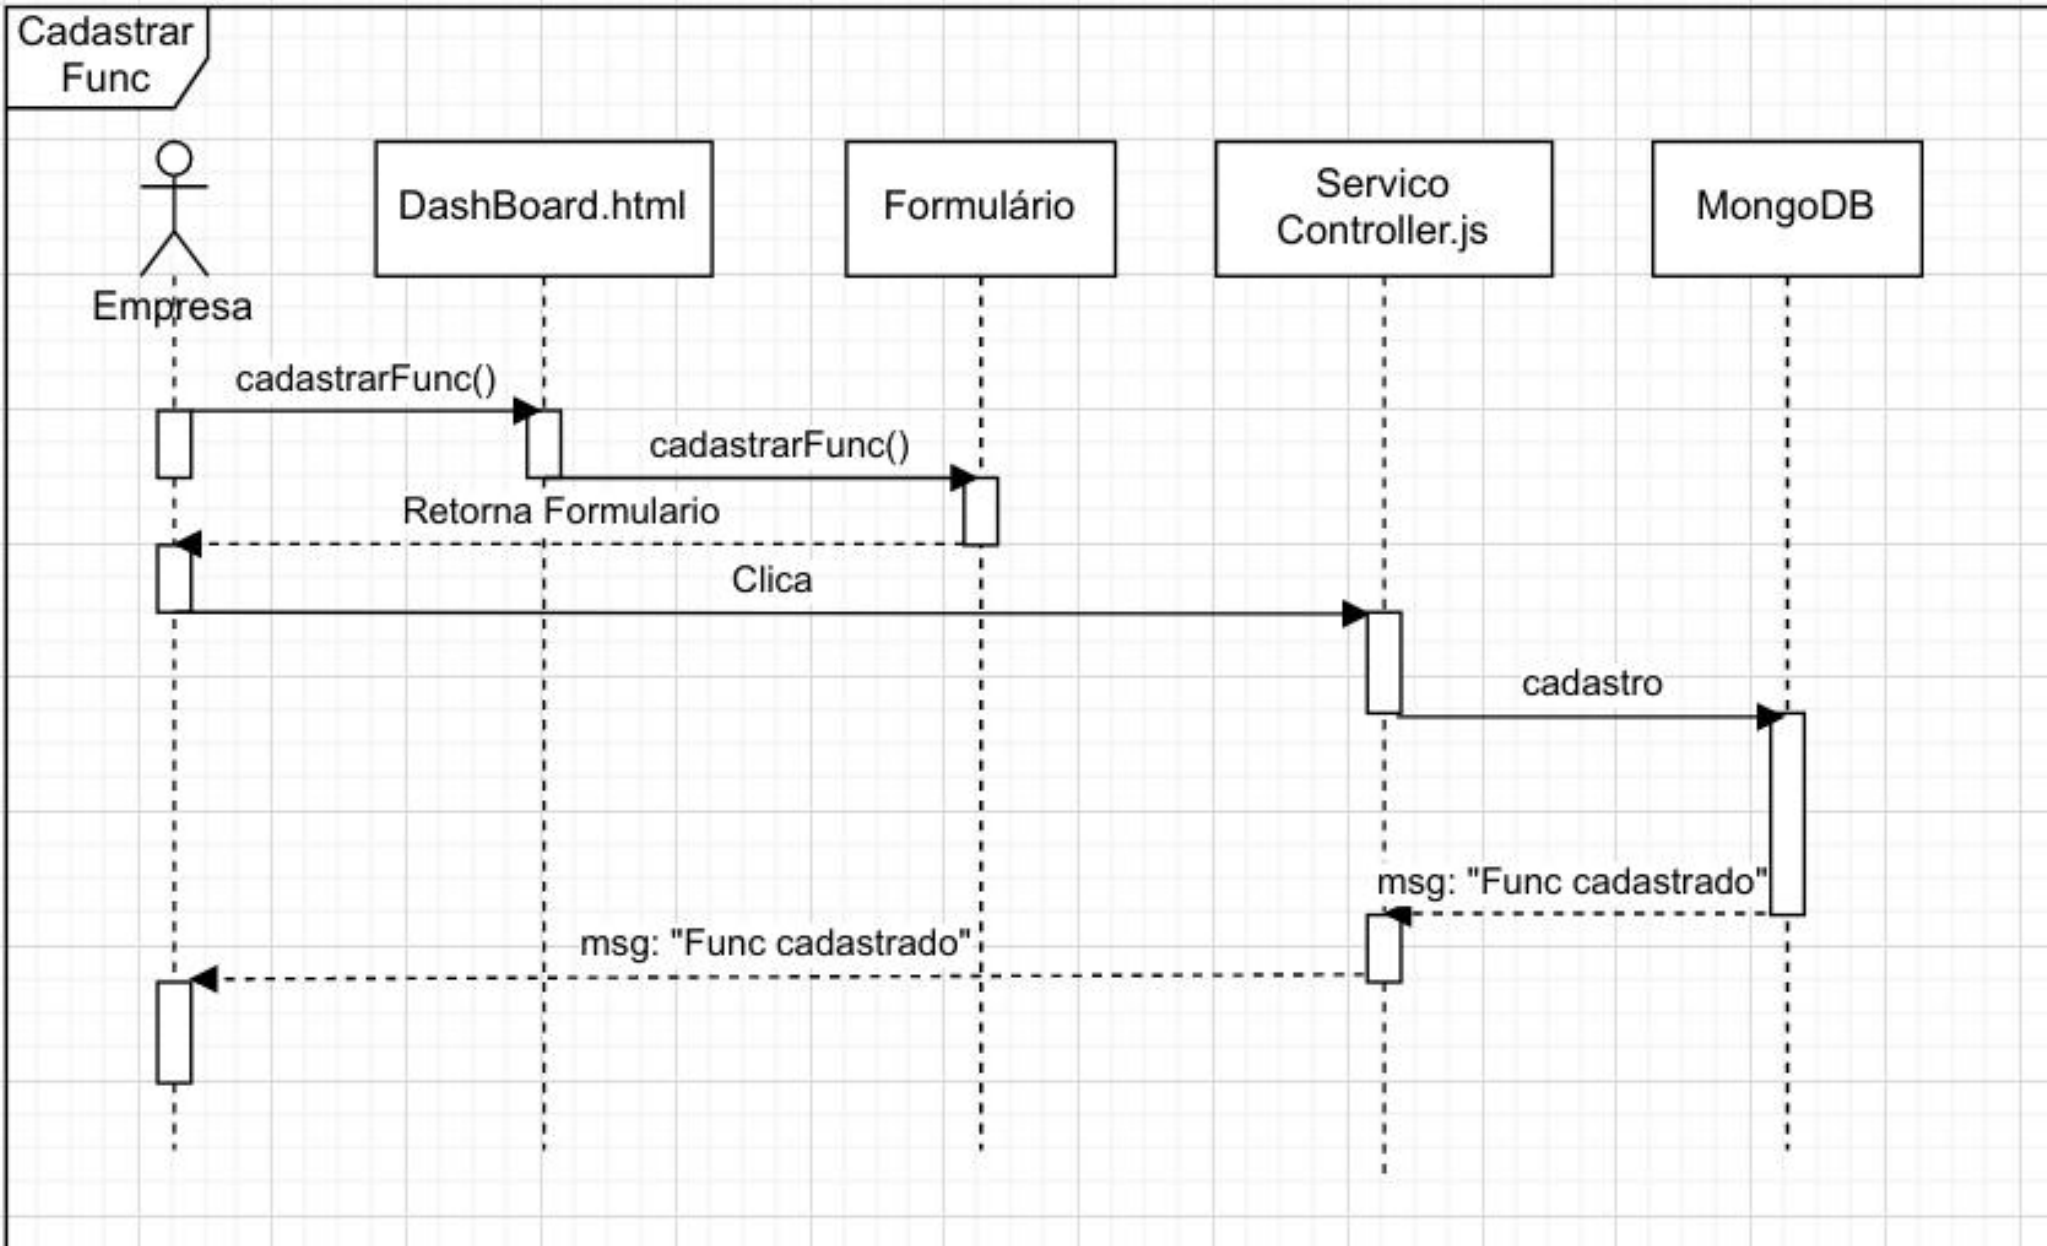 Cadastrar
Func
DashBoard.html
Formulário
Servico
Controller.js
MongoDB
Empresa
cadastrarFunc()
cadastrarFunc()
Retorna Formulario
Clica
cadastro
msg: "Func cadastrado"
msg: "Func cadastrado"